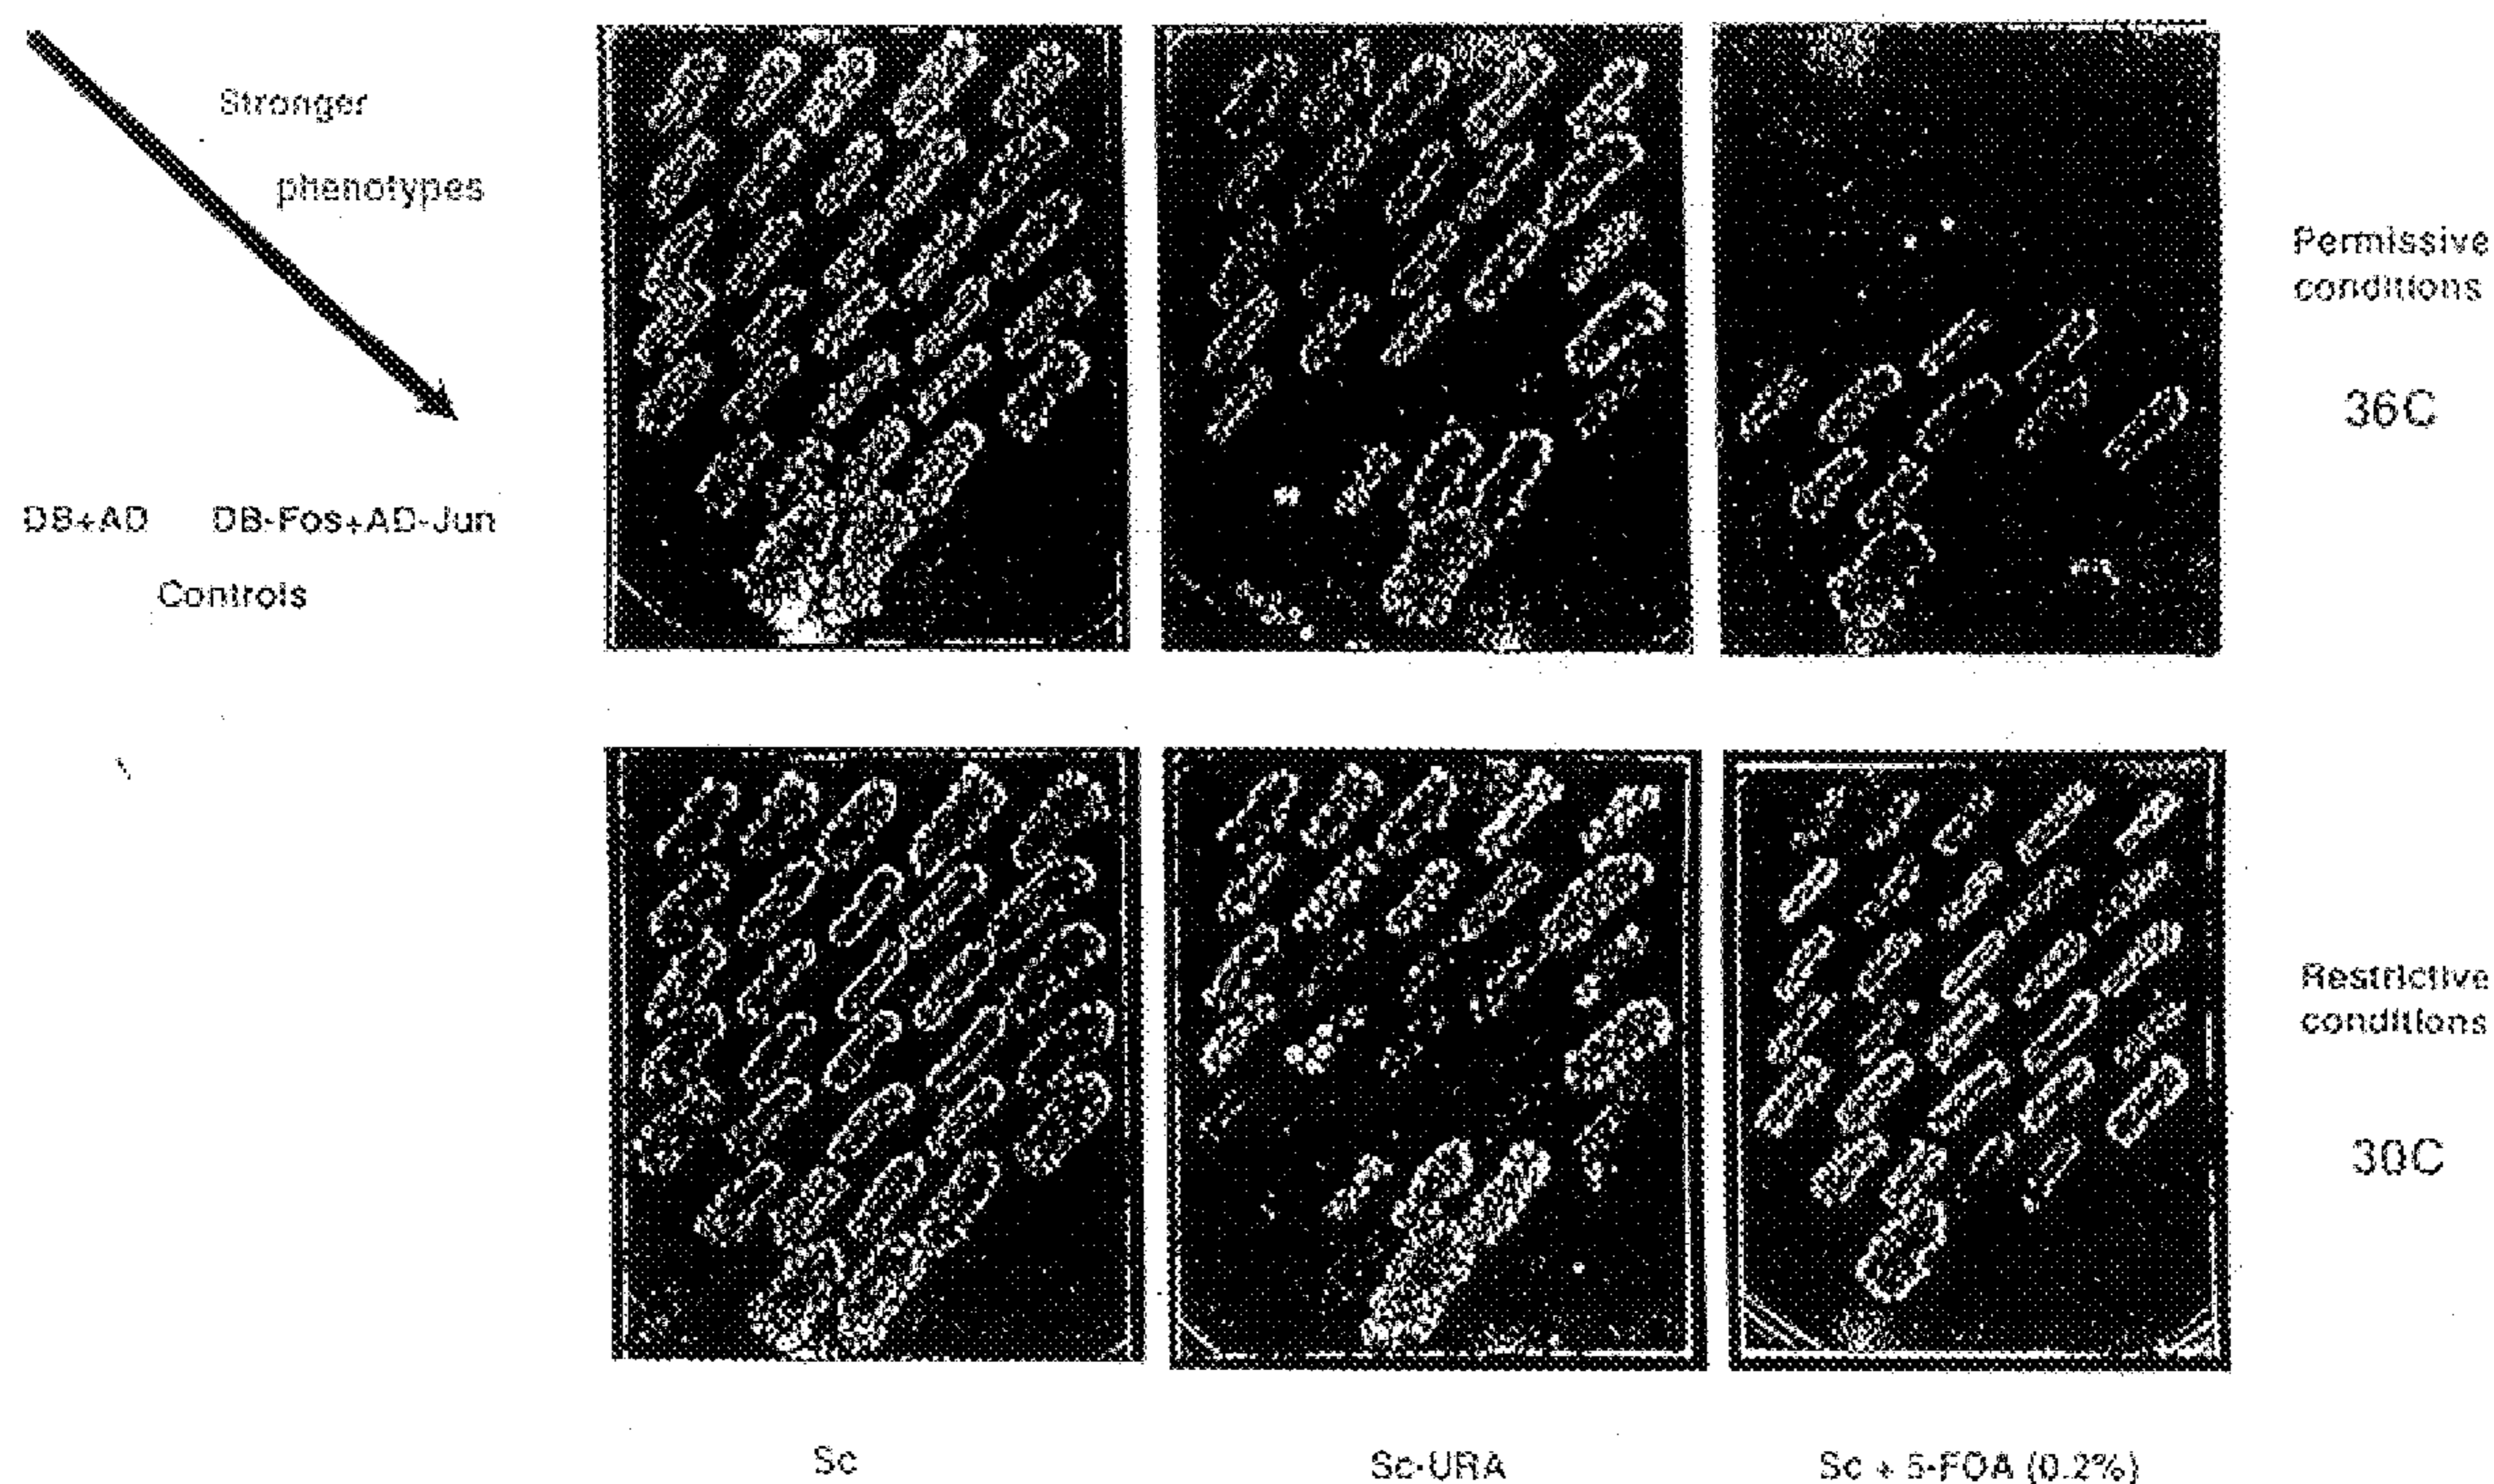 Stronger
phenotypes
DB+AD DB-Fos+AD-Jun
Controls
Permissive
conditions
36C
Restrictive
conditions
30C
Sc Sc-URA Sc + 5-FOA (0.2%)